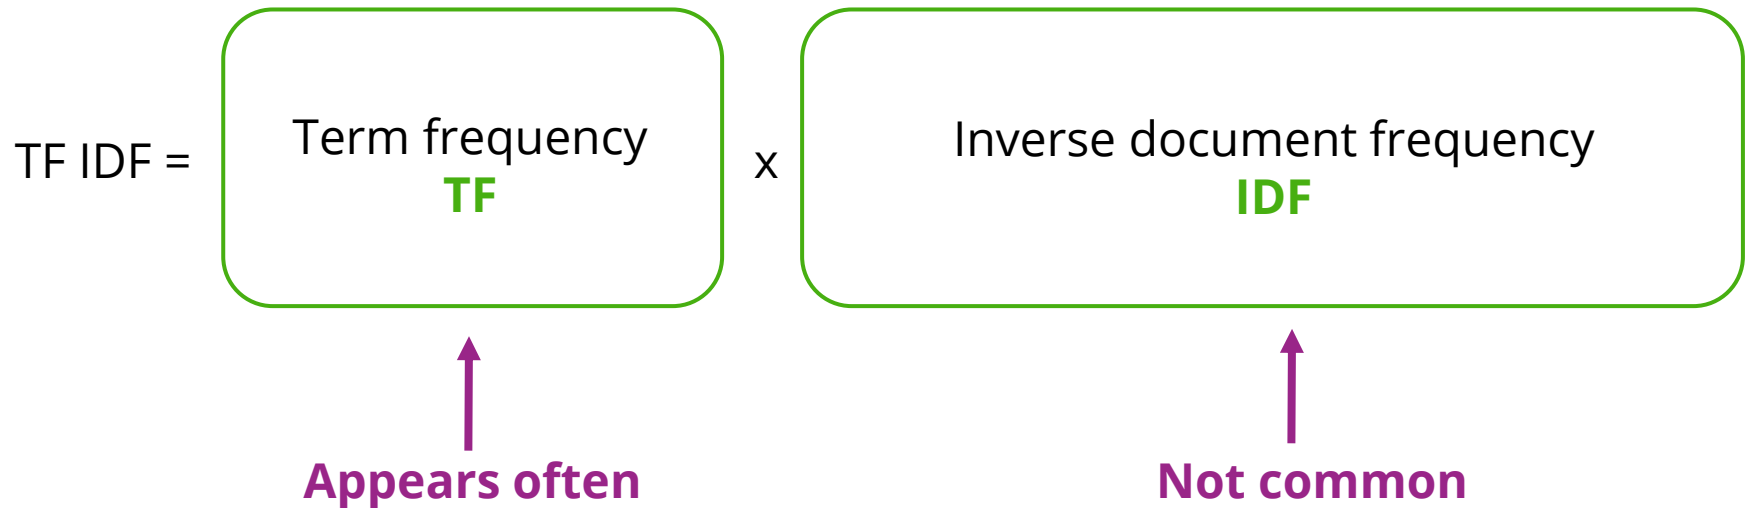 TF IDF =
Term frequency
TF
x
Inverse document frequency
IDF
Appears often
Not common